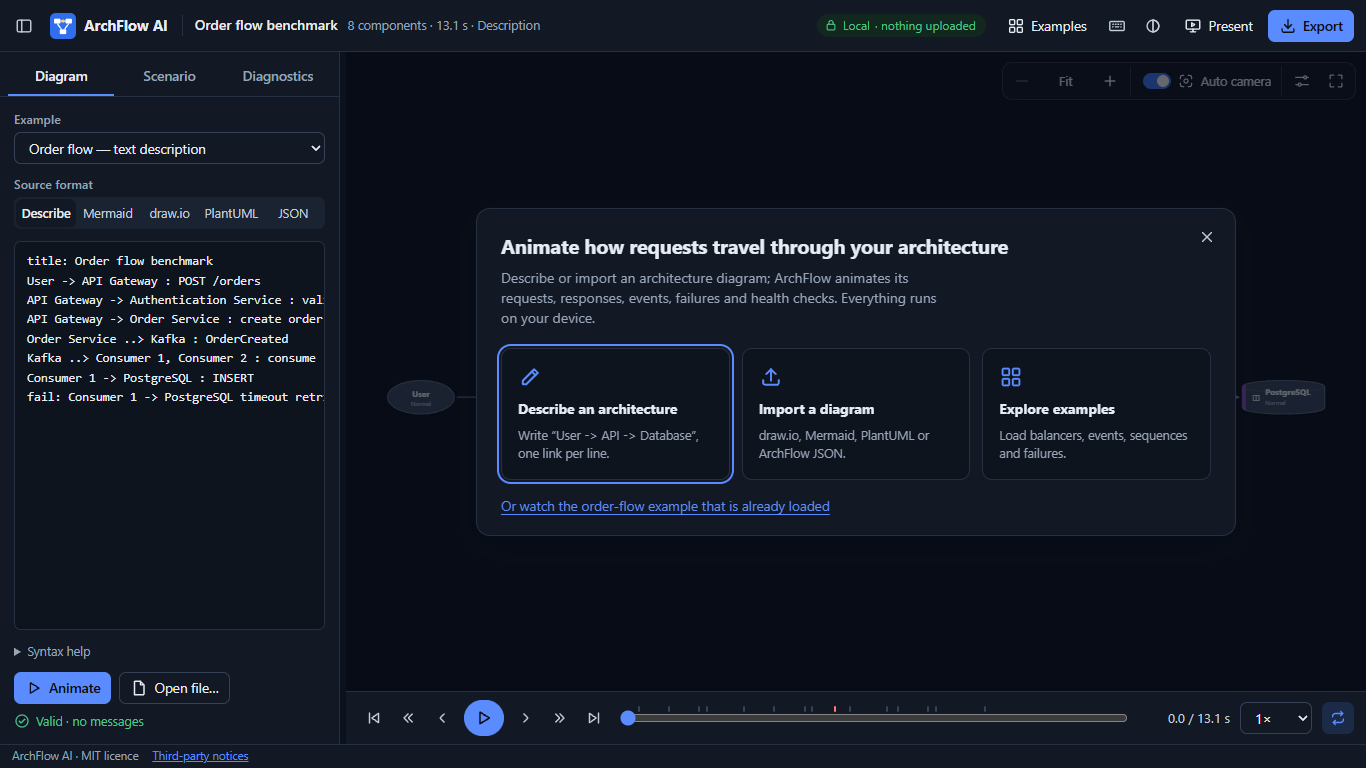 ArchFlow AI
Order flow benchmark
8 components · 13.1 s · Description
Local · nothing uploaded
Examples
Present
Export
Diagram
Scenario
Diagnostics
Example
Order flow — text description
Source format
Describe
Mermaid
draw.io
PlantUML
JSON
title: Order flow benchmark
User -> API Gateway : POST /orders
API Gateway -> Authentication Service : val
API Gateway -> Order Service : create order
Order Service ..> Kafka : OrderCreated
Kafka ..> Consumer 1, Consumer 2 : consume
Consumer 1 -> PostgreSQL : INSERT
fail: Consumer 1 -> PostgreSQL timeout retr
Syntax help
Animate
Open file...
Valid · no messages
Fit
Auto camera
User
Normal
PostgreSQL
Normal
Animate how requests travel through your architecture
Describe or import an architecture diagram; ArchFlow animates its
requests, responses, events, failures and health checks. Everything runs
on your device.
Describe an architecture
Write “User -> API -> Database”,
one link per line.
Import a diagram
draw.io, Mermaid, PlantUML or
ArchFlow JSON.
Explore examples
Load balancers, events, sequences
and failures.
Or watch the order-flow example that is already loaded
0.0 / 13.1 s
1×
ArchFlow AI · MIT licence
Third-party notices